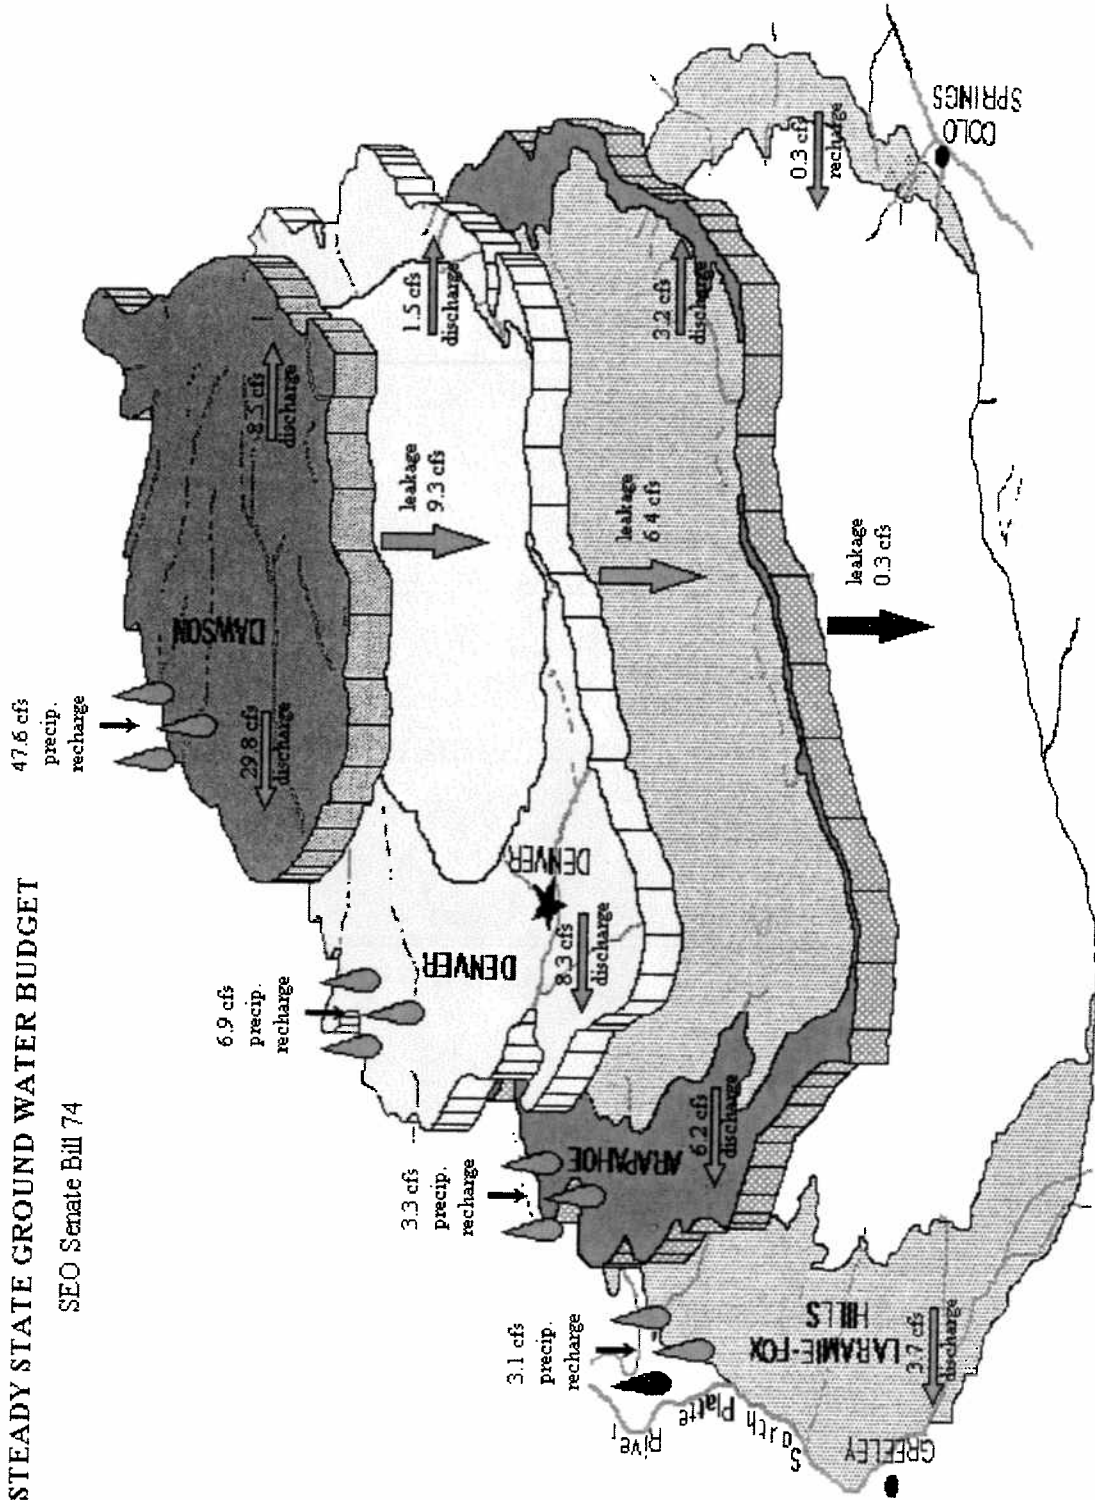 STEADY STATE GROUND WATER BUDGET
SEO Senate Bill 74
47.6 cfs
precip.
recharge
DAWSON
29.8 cfs
discharge
8.3 cfs
discharge
leakage
9.3 cfs
6.9 cfs
precip.
recharge
DENVER
DENVER
8.3 cfs
discharge
1.5 cfs
discharge
leakage
6.4 cfs
3.3 cfs
precip.
recharge
ARAPAHOE
6.2 cfs
discharge
3.2 cfs
discharge
leakage
0.3 cfs
3.1 cfs
precip.
recharge
LARAMIE-FOX
HILLS
3.7 cfs
discharge
0.3 cfs
recharge
South Platte River
GREELEY
COLO
SPRINGS